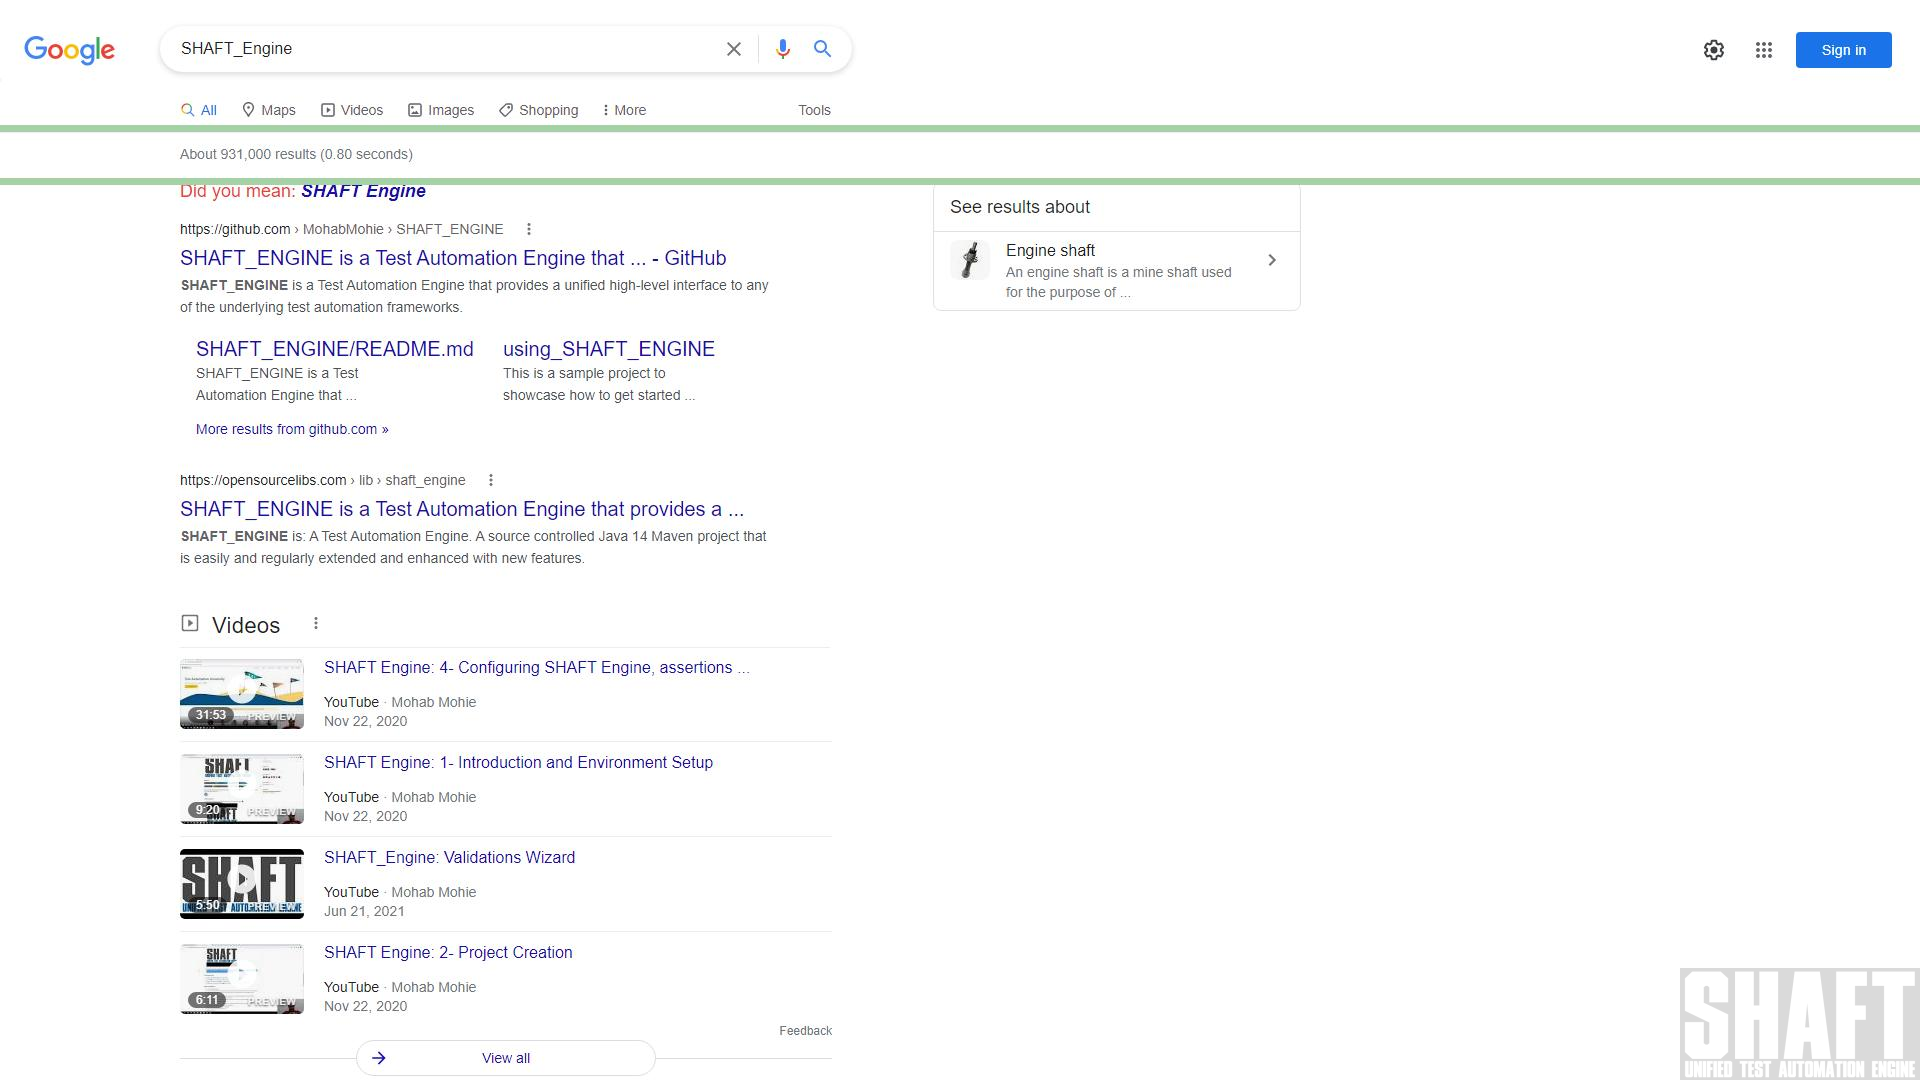 Google
SHAFT_Engine
Sign in
All
Maps
Videos
Images
Shopping
More
Tools
About 931,000 results (0.80 seconds)
Did you mean: SHAFT Engine
https://github.com › MohabMohie › SHAFT_ENGINE
SHAFT_ENGINE is a Test Automation Engine that ... - GitHub
SHAFT_ENGINE is a Test Automation Engine that provides a unified high-level interface to any
of the underlying test automation frameworks.
SHAFT_ENGINE/README.md
SHAFT_ENGINE is a Test
Automation Engine that ...
using_SHAFT_ENGINE
This is a sample project to
showcase how to get started ...
More results from github.com »
https://opensourcelibs.com › lib › shaft_engine
SHAFT_ENGINE is a Test Automation Engine that provides a ...
SHAFT_ENGINE is: A Test Automation Engine. A source controlled Java 14 Maven project that
is easily and regularly extended and enhanced with new features.
Videos
31:53
PREVIEW
SHAFT Engine: 4- Configuring SHAFT Engine, assertions ...
YouTube · Mohab Mohie
Nov 22, 2020
SHAFT
9:20
PREVIEW
SHAFT
SHAFT Engine: 1- Introduction and Environment Setup
YouTube · Mohab Mohie
Nov 22, 2020
SHAFT
5:50
PREVIEW
SHAFT_Engine: Validations Wizard
YouTube · Mohab Mohie
Jun 21, 2021
SHAFT
6:11
PREVIEW
SHAFT Engine: 2- Project Creation
YouTube · Mohab Mohie
Nov 22, 2020
Feedback
View all
See results about
Engine shaft
An engine shaft is a mine shaft used
for the purpose of ...
SHAFT
UNIFIED TEST AUTOMATION ENGINE